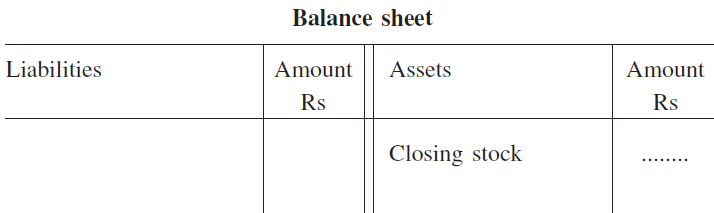 Balance sheet
Liabilities Amount Assets Amount
Rs Rs
Closing stock ........